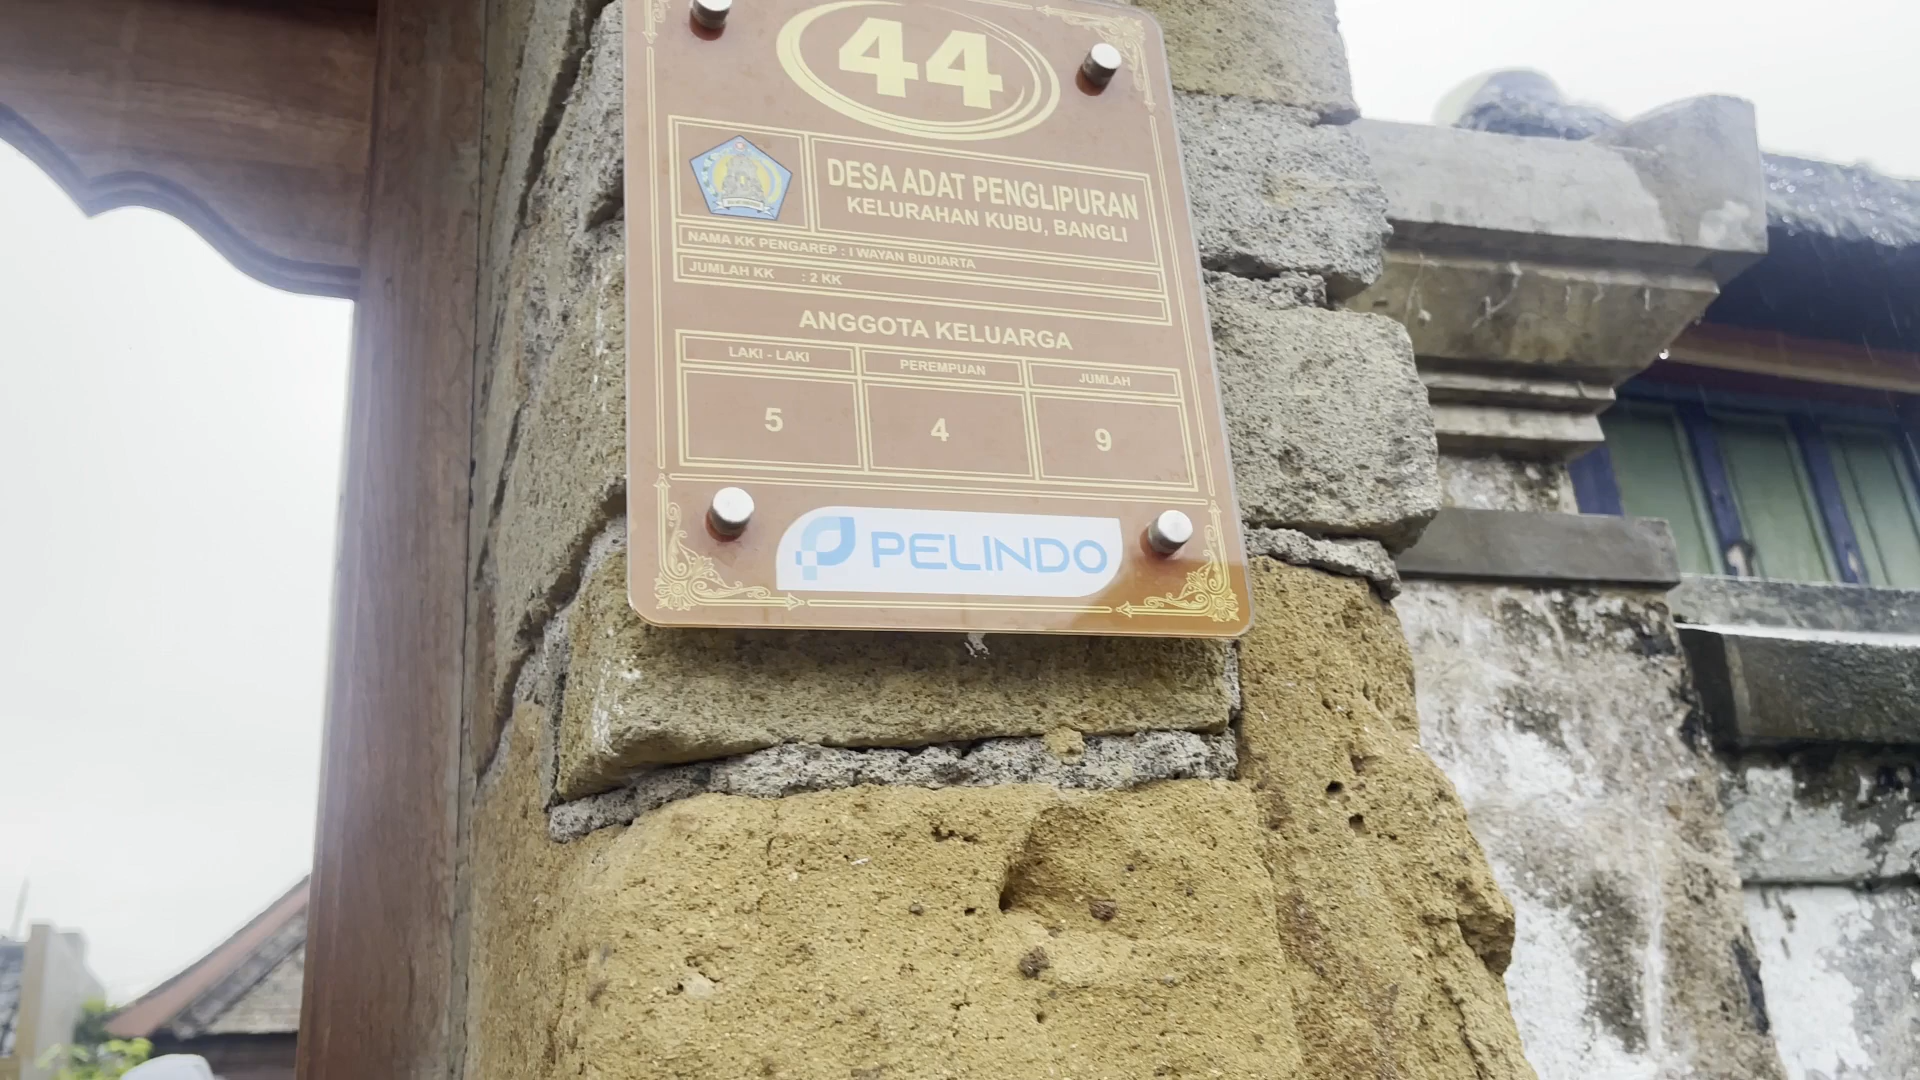 44
DESA ADAT PENGLIPURAN
KELURAHAN KUBU, BANGLI
NAMA KK PENGAREP : I WAYAN BUDIARTA
JUMLAH KK : 2 KK
ANGGOTA KELUARGA
LAKI - LAKI PEREMPUAN JUMLAH
5 4 9
PELINDO